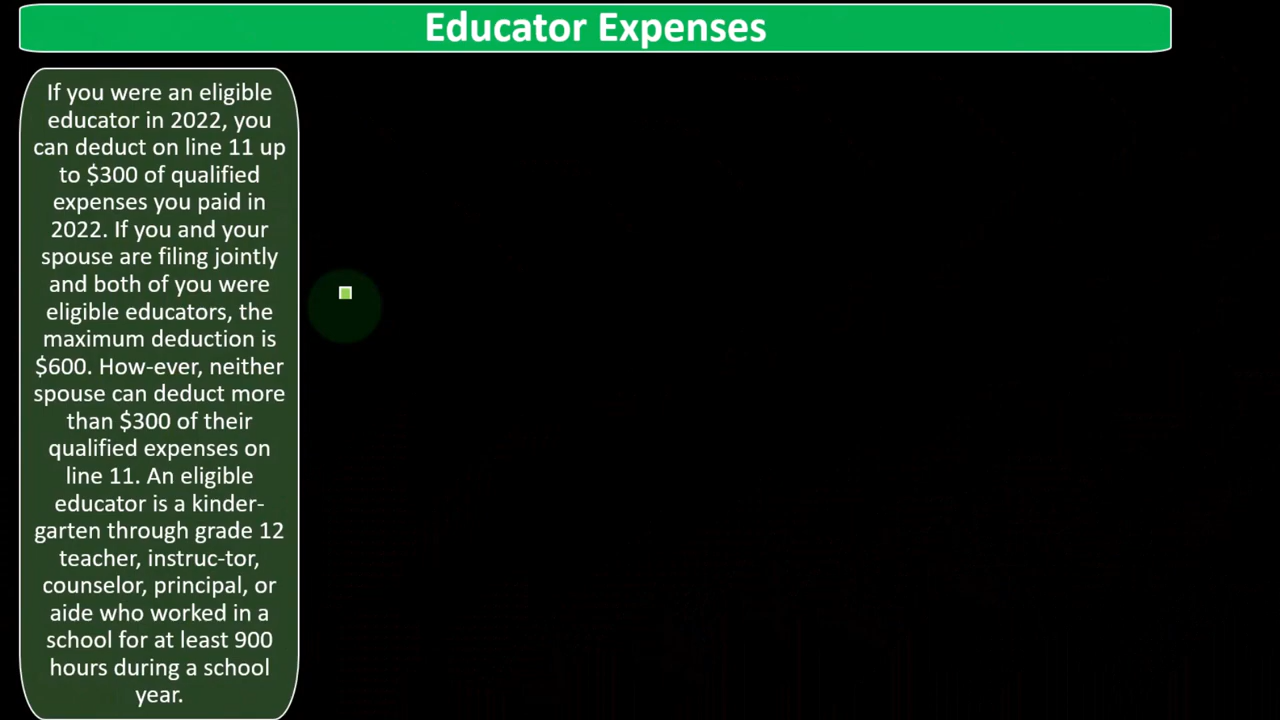 Educator Expenses
If you were an eligible
educator in 2022, you
can deduct on line 11 up
to $300 of qualified
expenses you paid in
2022. If you and your
spouse are filing jointly
and both of you were
eligible educators, the
maximum deduction is
$600. How-ever, neither
spouse can deduct more
than $300 of their
qualified expenses on
line 11. An eligible
educator is a kinder-
garten through grade 12
teacher, instruc-tor,
counselor, principal, or
aide who worked in a
school for at least 900
hours during a school
year.